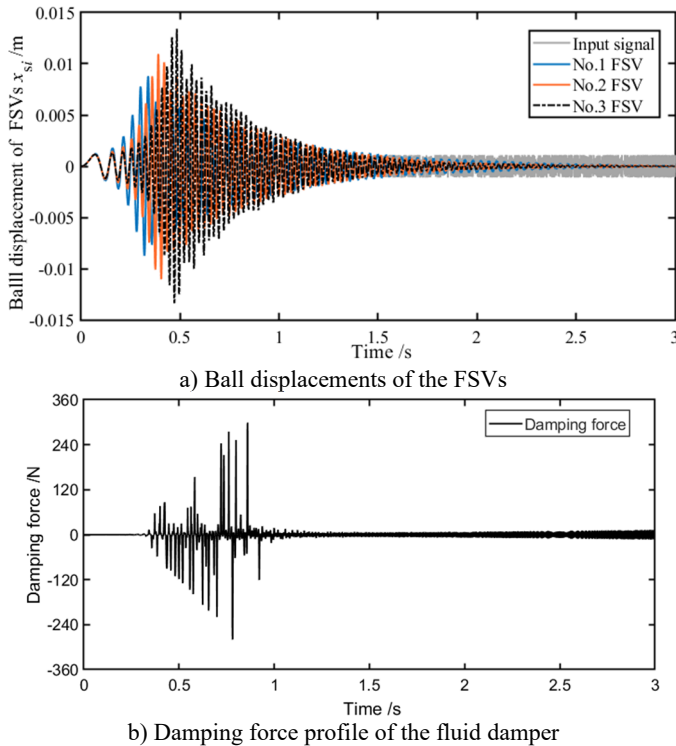 Balll displacement of FSVs x_si /m
0.015
0.01
0.005
0
-0.005
-0.01
-0.015
Input signal
No.1 FSV
No.2 FSV
No.3 FSV
0 0.5 1 1.5 2 2.5 3
Time /s
a) Ball displacements of the FSVs
Damping force /N
360
240
120
0
-120
-240
-360
Damping force
0 0.5 1 1.5 2 2.5 3
Time /s
b) Damping force profile of the fluid damper